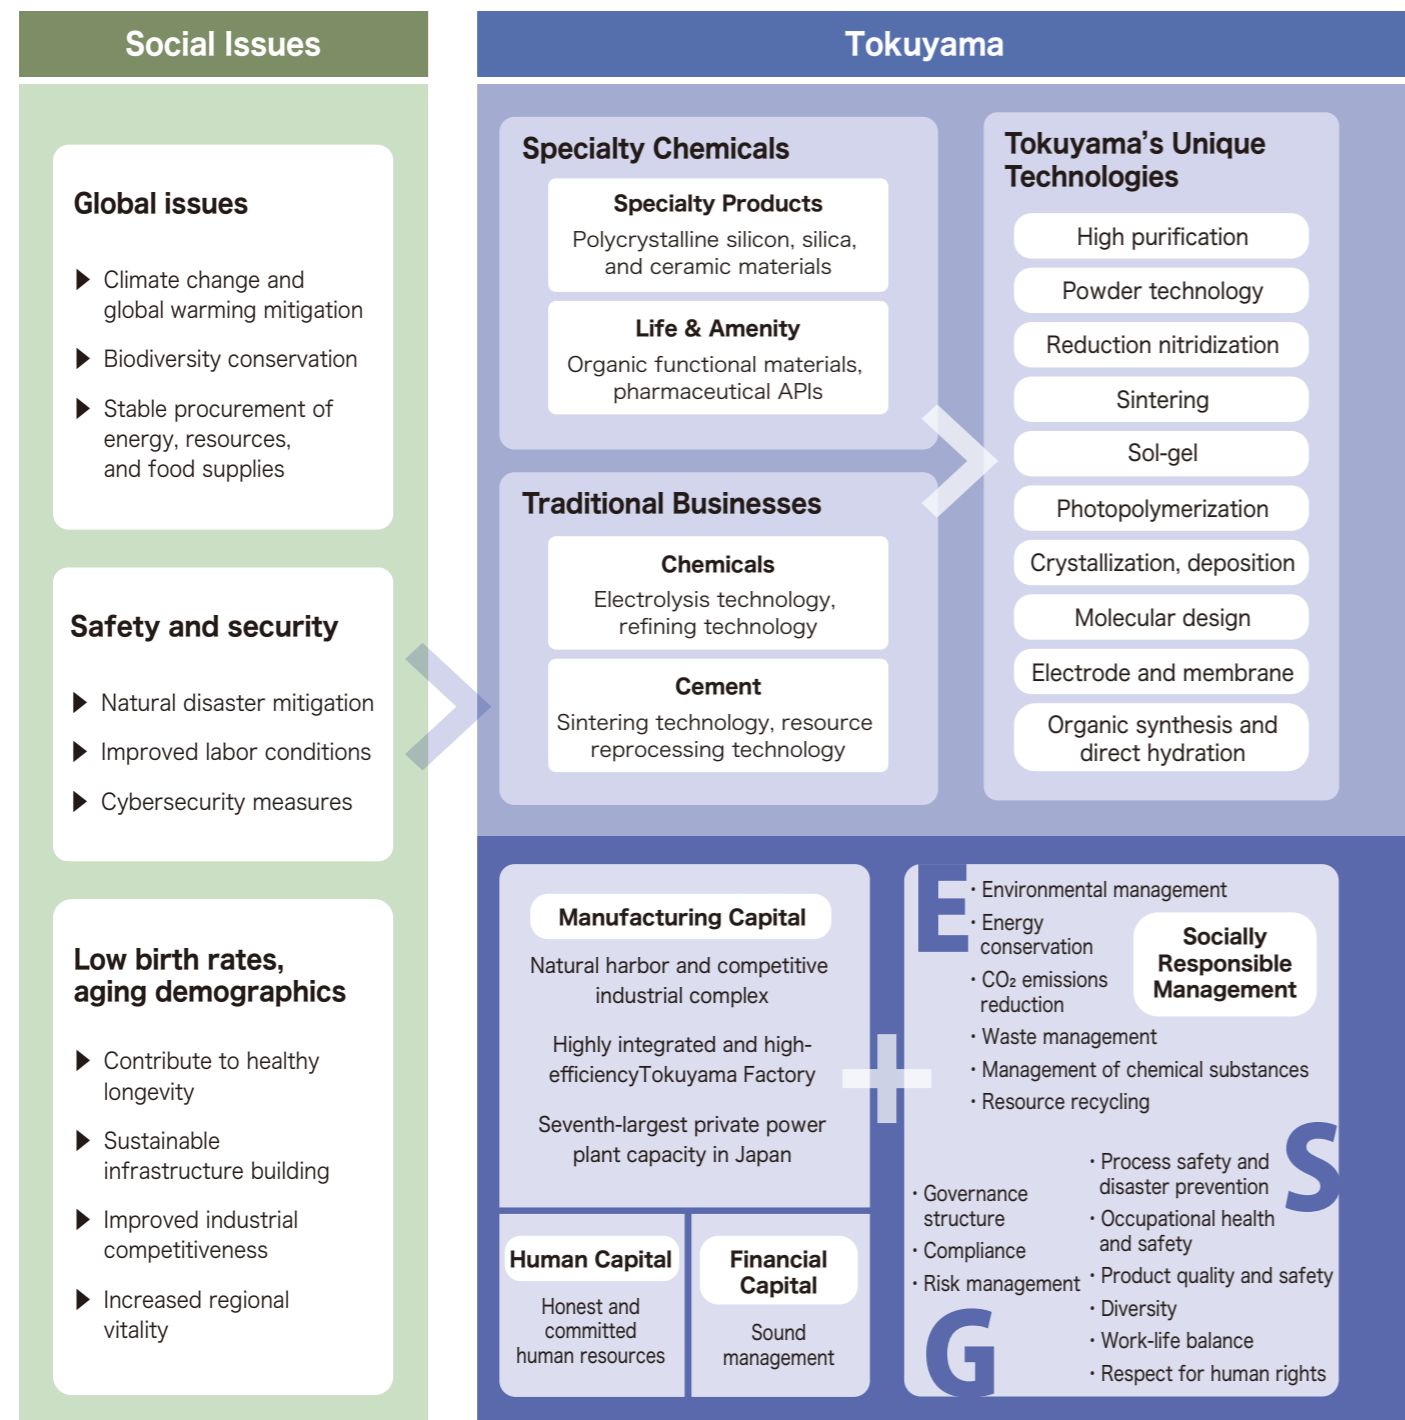 Social Issues
Global issues
Climate change and
global warming mitigation
Biodiversity conservation
Stable procurement of
energy, resources,
and food supplies
Safety and security
Natural disaster mitigation
Improved labor conditions
Cybersecurity measures
Low birth rates,
aging demographics
Contribute to healthy
longevity
Sustainable
infrastructure building
Improved industrial
competitiveness
Increased regional
vitality
Tokuyama
Specialty Chemicals
Specialty Products
Polycrystalline silicon, silica,
and ceramic materials
Life & Amenity
Organic functional materials,
pharmaceutical APIs
Traditional Businesses
Chemicals
Electrolysis technology,
refining technology
Cement
Sintering technology, resource
reprocessing technology
Tokuyama's Unique
Technologies
High purification
Powder technology
Reduction nitridization
Sintering
Sol-gel
Photopolymerization
Crystallization, deposition
Molecular design
Electrode and membrane
Organic synthesis and
direct hydration
Manufacturing Capital
Natural harbor and competitive
industrial complex
Highly integrated and high-
efficiencyTokuyama Factory
Seventh-largest private power
plant capacity in Japan
Human Capital
Honest and
committed
human resources
Financial
Capital
Sound
management
Socially
Responsible
Management
E
・Environmental management
・Energy
conservation
・CO₂ emissions
reduction
・Waste management
・Management of chemical substances
・Resource recycling
S
・Process safety and
disaster prevention
・Occupational health
and safety
・Product quality and safety
・Diversity
・Work-life balance
・Respect for human rights
・Governance
structure
・Compliance
・Risk management
G